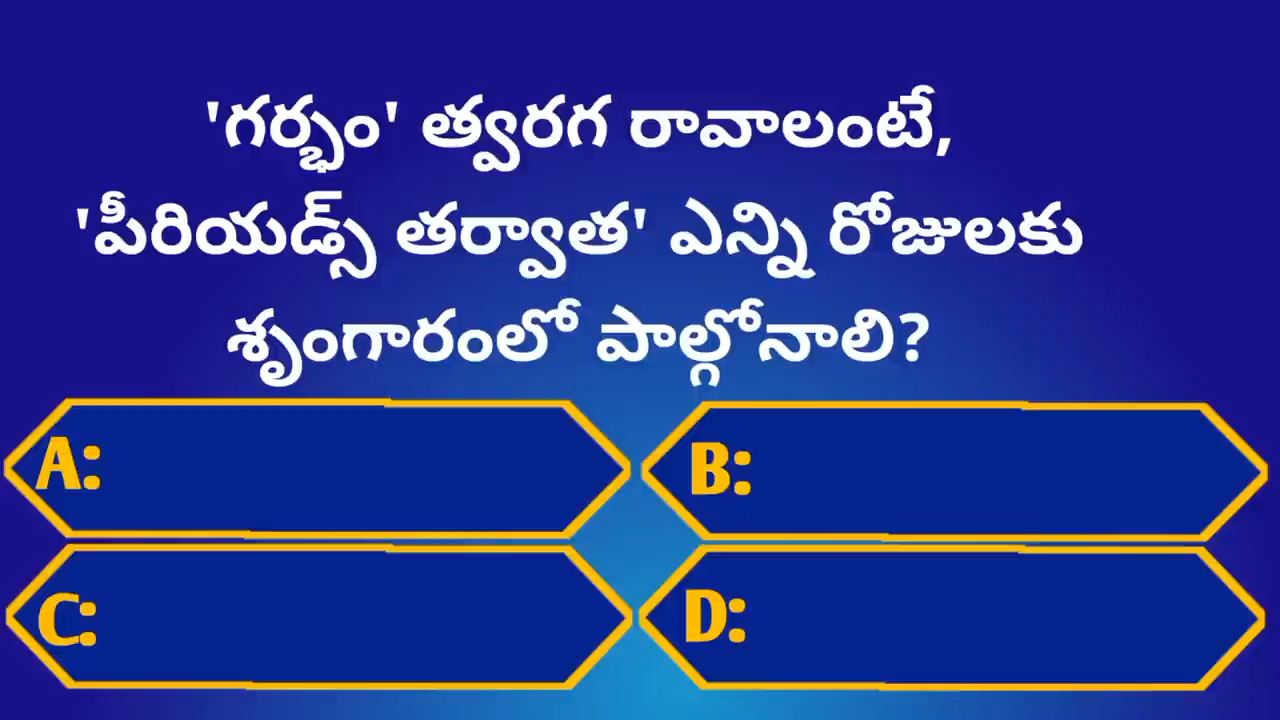 'గర్భం' త్వరగ రావాలంటే,
'పీరియడ్స్ తర్వాత' ఎన్ని రోజులకు
శృంగారంలో పాల్గోనాలి?
A:
B:
C:
D: